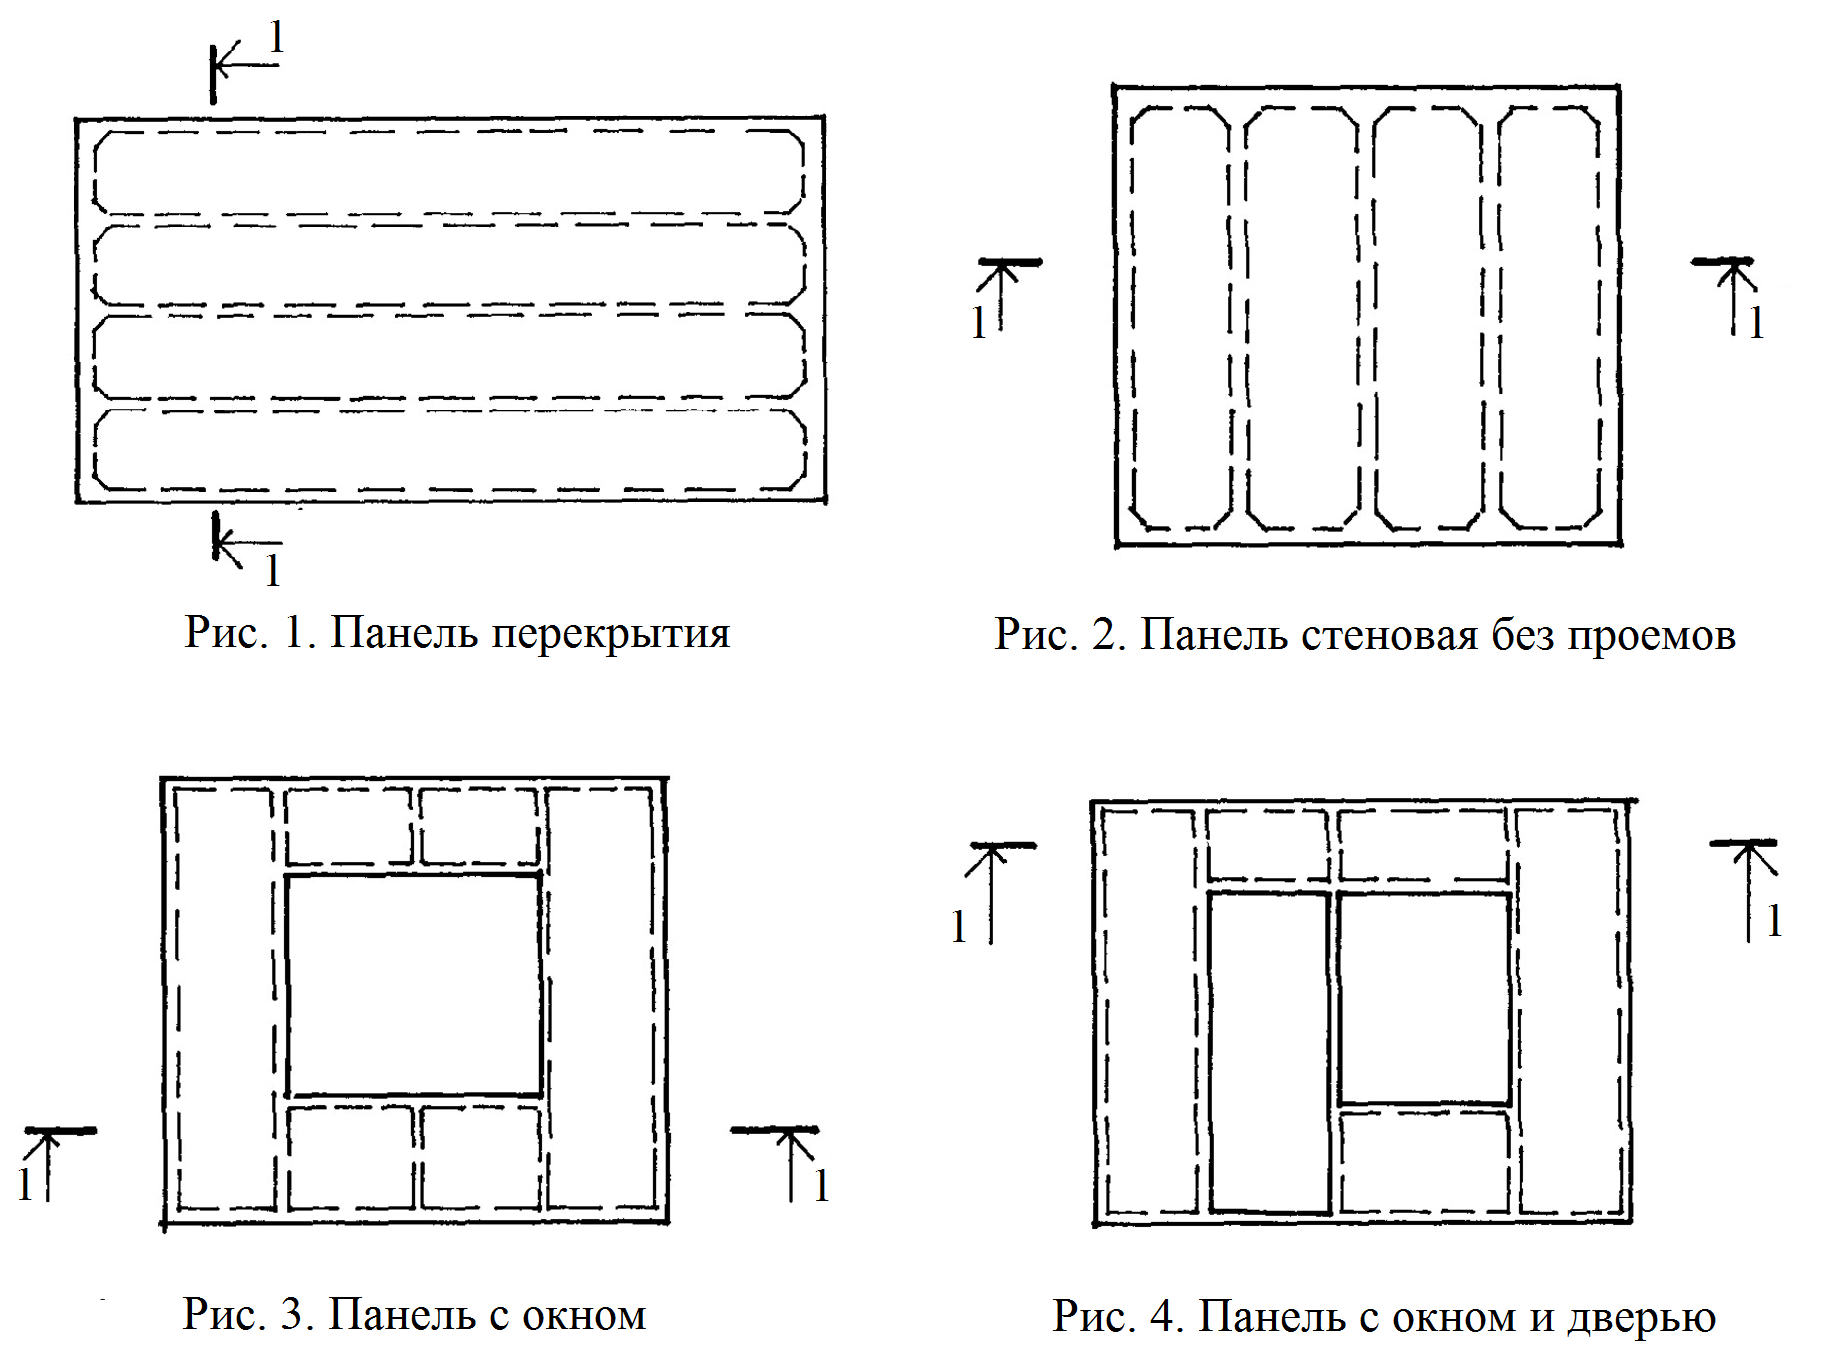 1
1
Рис. 1. Панель перекрытия
1
1
Рис. 2. Панель стеновая без проемов
1
1
Рис. 3. Панель с окном
1
1
Рис. 4. Панель с окном и дверью